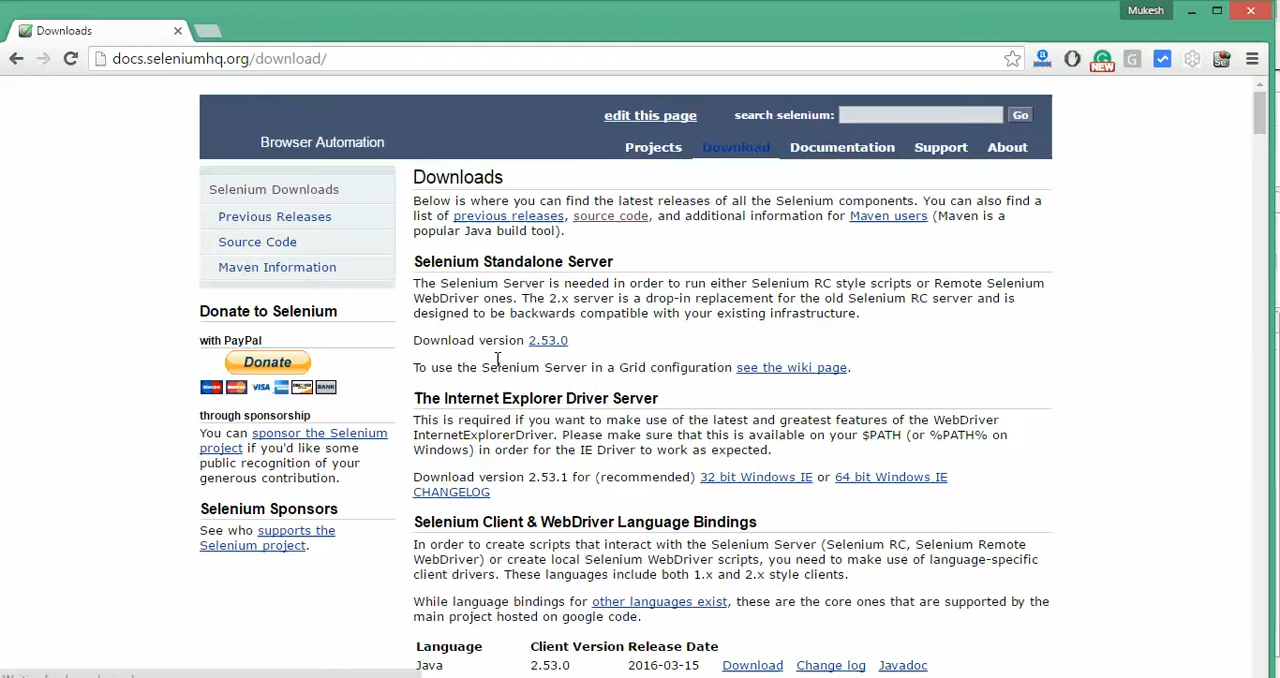 Mukesh
Downloads
docs.seleniumhq.org/download/
NEW
edit this page search selenium: Go
Browser Automation
Projects Download Documentation Support About
Selenium Downloads
Previous Releases
Source Code
Maven Information
Donate to Selenium
with PayPal
Donate
VISA
BANK
through sponsorship
You can sponsor the Selenium
project if you'd like some
public recognition of your
generous contribution.
Selenium Sponsors
See who supports the
Selenium project.
Downloads
Below is where you can find the latest releases of all the Selenium components. You can also find a
list of previous releases, source code, and additional information for Maven users (Maven is a
popular Java build tool).
Selenium Standalone Server
The Selenium Server is needed in order to run either Selenium RC style scripts or Remote Selenium
WebDriver ones. The 2.x server is a drop-in replacement for the old Selenium RC server and is
designed to be backwards compatible with your existing infrastructure.
Download version 2.53.0
To use the Selenium Server in a Grid configuration see the wiki page.
The Internet Explorer Driver Server
This is required if you want to make use of the latest and greatest features of the WebDriver
InternetExplorerDriver. Please make sure that this is available on your $PATH (or %PATH% on
Windows) in order for the IE Driver to work as expected.
Download version 2.53.1 for (recommended) 32 bit Windows IE or 64 bit Windows IE
CHANGELOG
Selenium Client & WebDriver Language Bindings
In order to create scripts that interact with the Selenium Server (Selenium RC, Selenium Remote
WebDriver) or create local Selenium WebDriver scripts, you need to make use of language-specific
client drivers. These languages include both 1.x and 2.x style clients.
While language bindings for other languages exist, these are the core ones that are supported by the
main project hosted on google code.
Language Client Version Release Date
Java 2.53.0 2016-03-15 Download Change log Javadoc